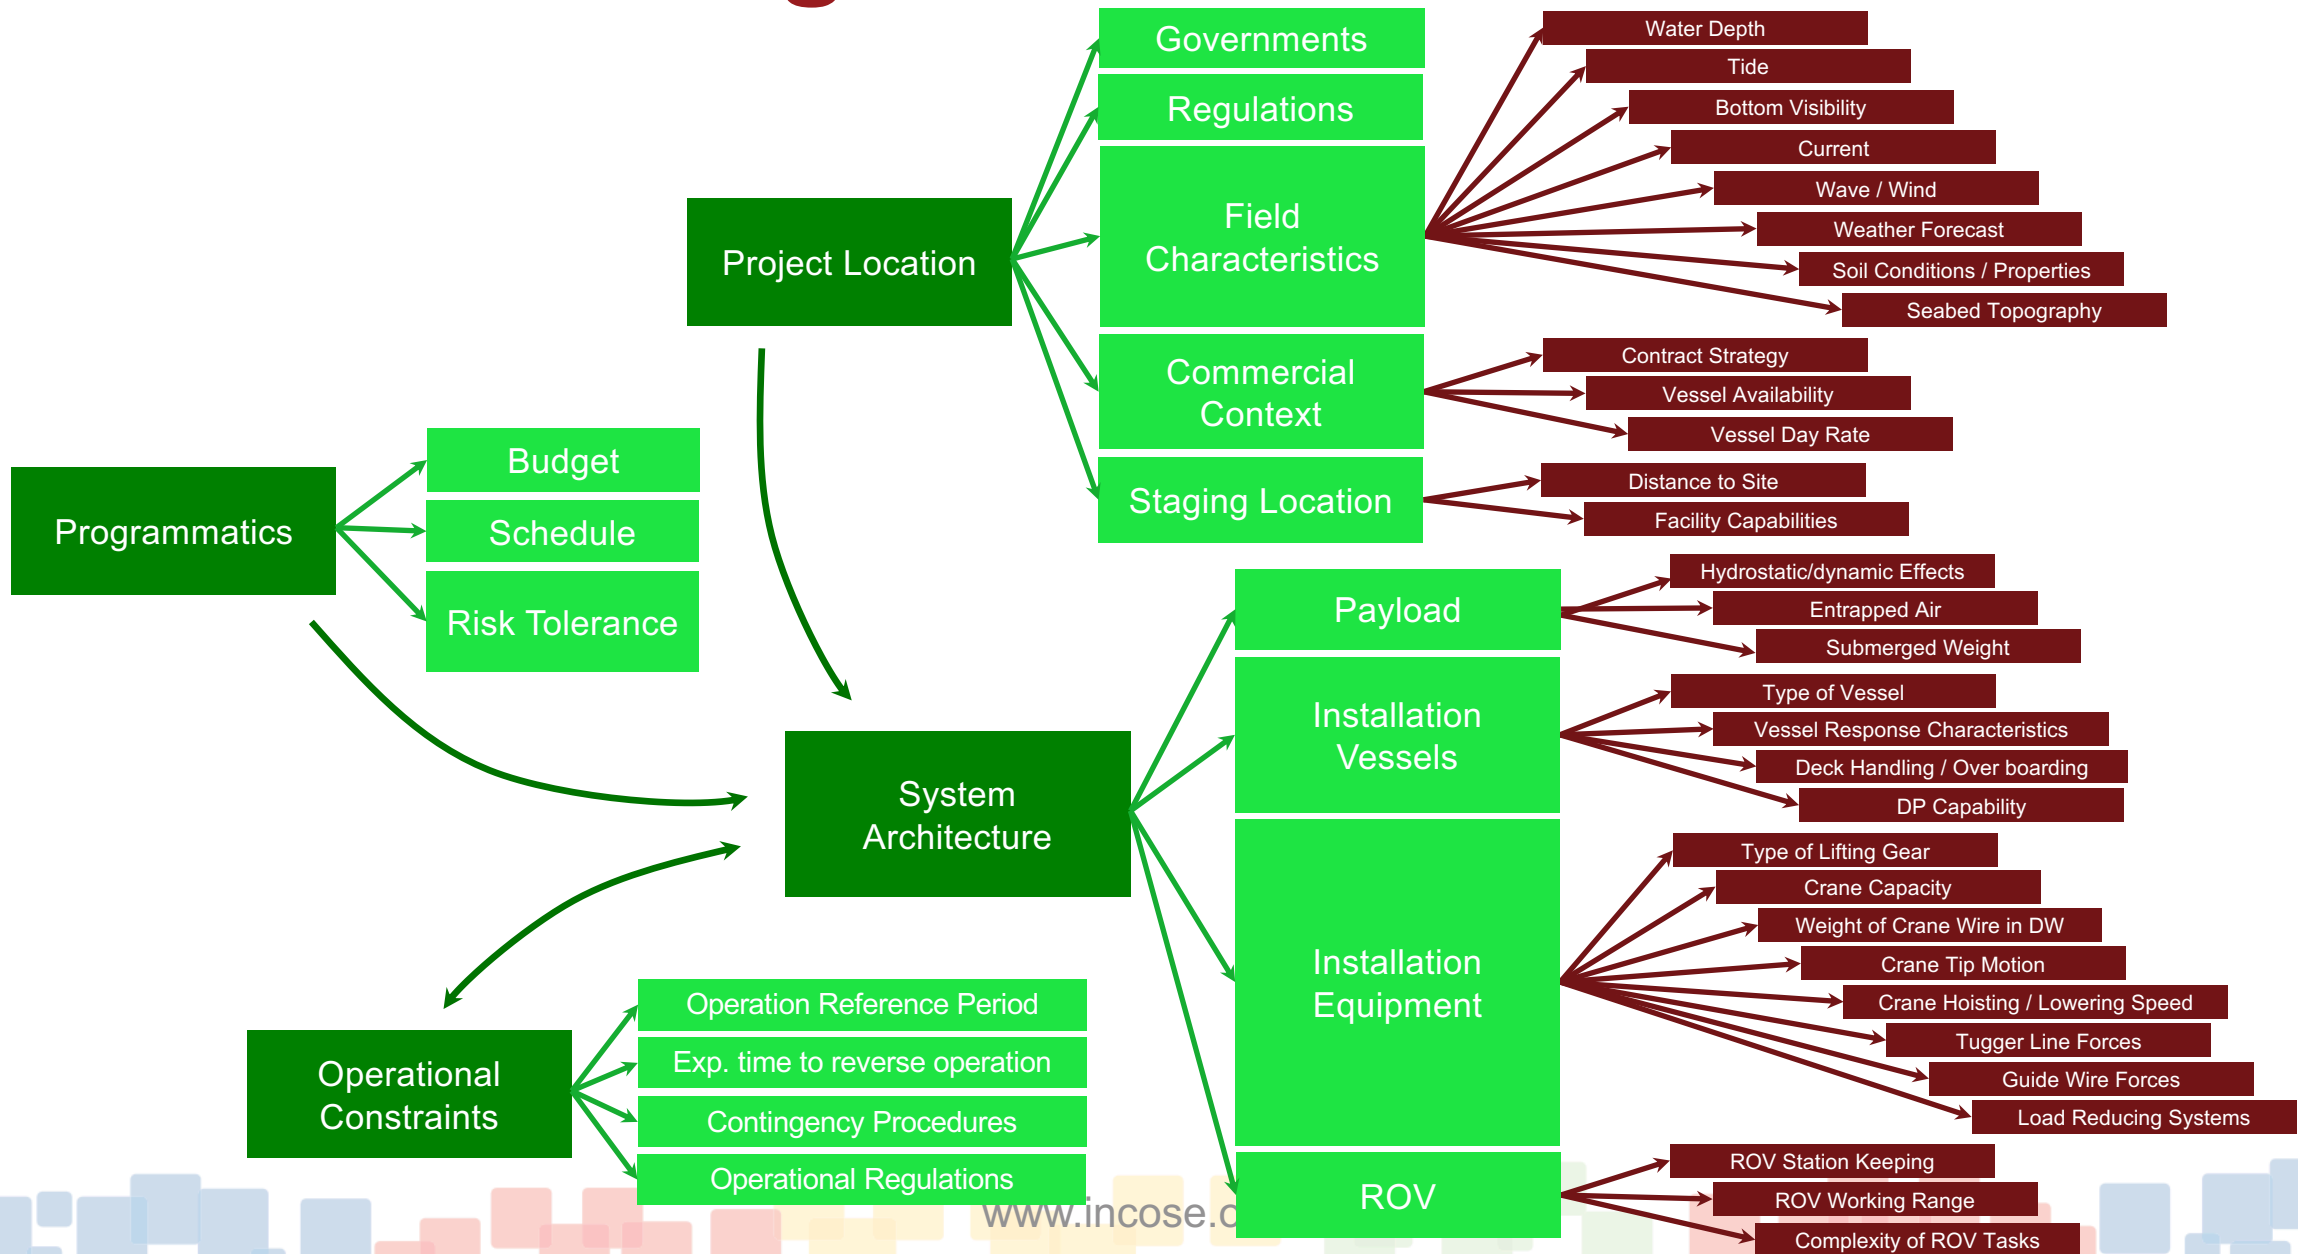 Governments
Regulations
Field
Characteristics
Commercial
Context
Staging Location
Project Location
Water Depth
Tide
Bottom Visibility
Current
Wave / Wind
Weather Forecast
Soil Conditions / Properties
Seabed Topography
Contract Strategy
Vessel Availability
Vessel Day Rate
Distance to Site
Facility Capabilities
Programmatics
Budget
Schedule
Risk Tolerance
System
Architecture
Payload
Installation
Vessels
Installation
Equipment
ROV
Hydrostatic/dynamic Effects
Entrapped Air
Submerged Weight
Type of Vessel
Vessel Response Characteristics
Deck Handling / Over boarding
DP Capability
Type of Lifting Gear
Crane Capacity
Weight of Crane Wire in DW
Crane Tip Motion
Crane Hoisting / Lowering Speed
Tugger Line Forces
Guide Wire Forces
Load Reducing Systems
ROV Station Keeping
ROV Working Range
Complexity of ROV Tasks
Operational
Constraints
Operation Reference Period
Exp. time to reverse operation
Contingency Procedures
Operational Regulations
www.incose.o